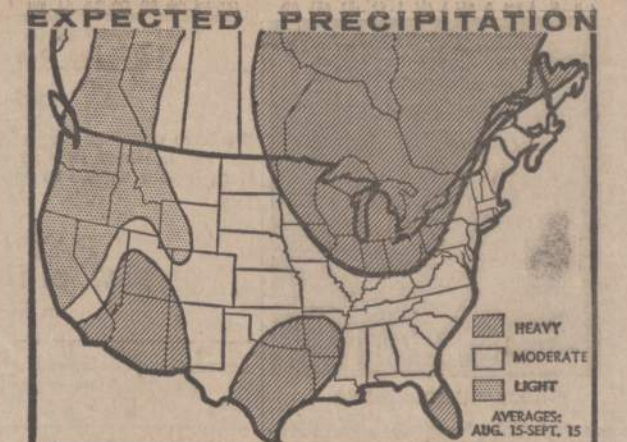 EXPECTED PRECIPITATION
HEAVY
MODERATE
LIGHT
AVERAGES:
AUG. 15-SEPT. 15